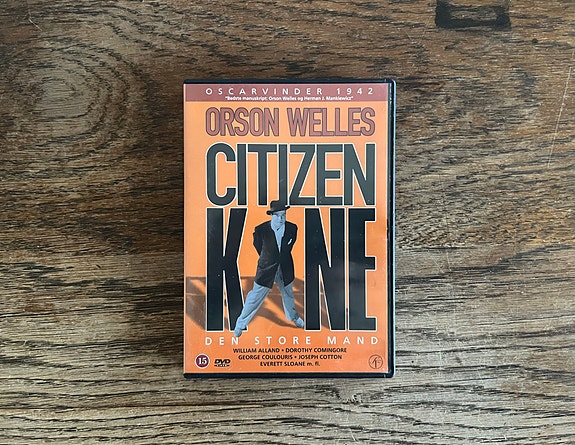 OSCARVINDER 1942
"Bedste manuskript: Orson Welles og Herman J. Mankiewicz"
ORSON WELLES
CITIZEN
KANE
DEN STORE MAND
WILLIAM ALLAND • DOROTHY COMINGORE
GEORGE COULOURIS • JOSEPH COTTON
EVERETT SLOANE m. fl.
15 DVD